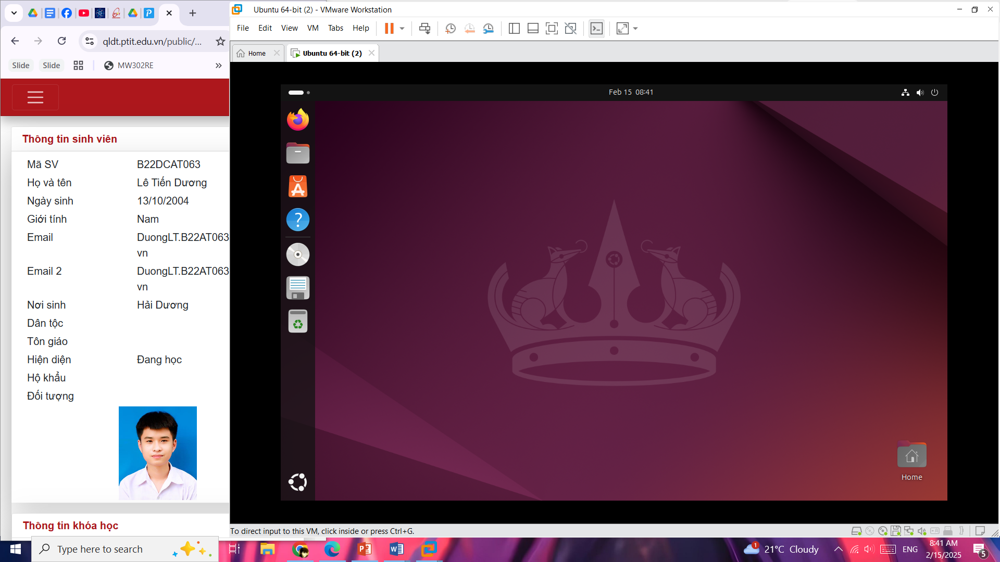 qldt.ptit.edu.vn/public/...
Slide
Slide
MW302RE
»
Thông tin sinh viên
Mã SV B22DCAT063
Họ và tên Lê Tiến Dương
Ngày sinh 13/10/2004
Giới tính Nam
Email DuongLT.B22AT063
vn
Email 2 DuongLT.B22AT063
vn
Nơi sinh Hải Dương
Dân tộc
Tôn giáo
Hiện diện Đang học
Hộ khẩu
Đối tượng
Thông tin khóa học
Ubuntu 64-bit (2) - VMware Workstation
File Edit View VM Tabs Help
Home
Ubuntu 64-bit (2)
Feb 15 08:41
Home
To direct input to this VM, click inside or press Ctrl+G.
Type here to search
1
21°C Cloudy
ENG
8:41 AM
2/15/2025
5